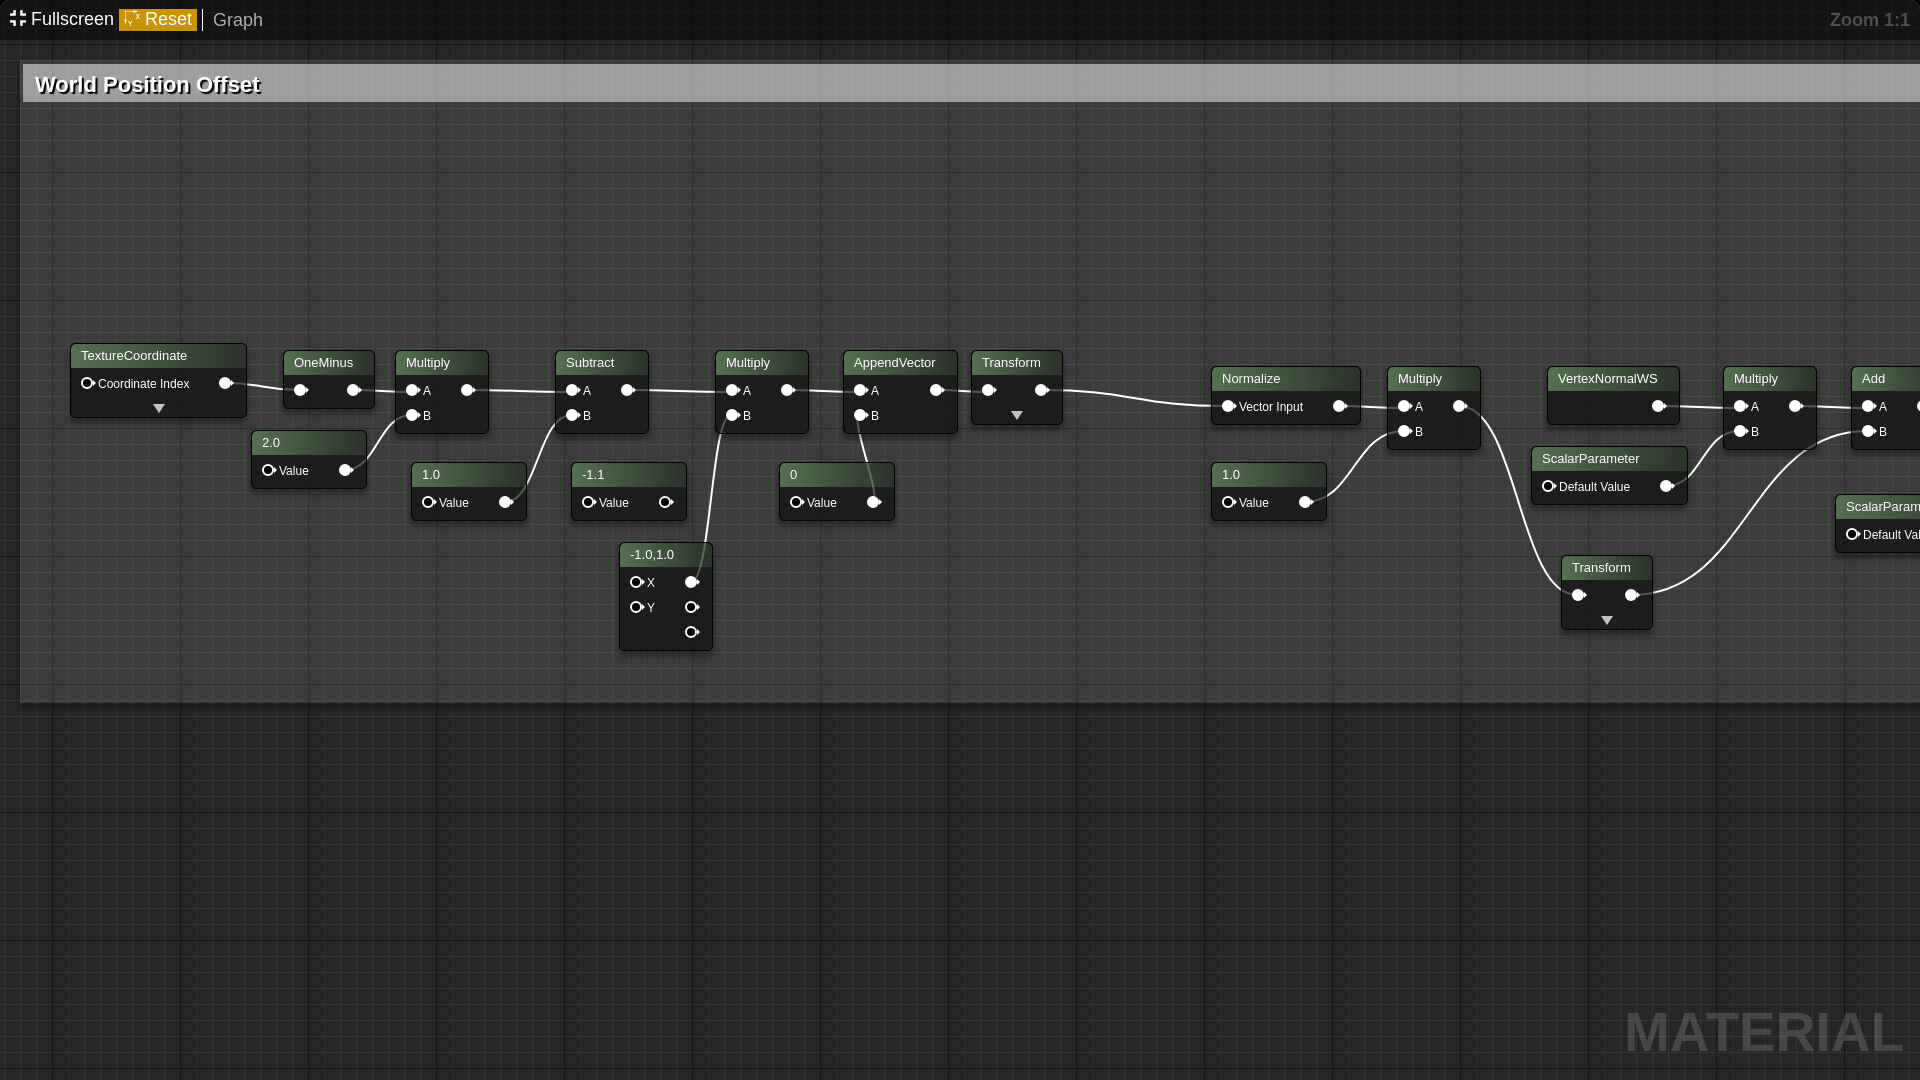 Fullscreen Reset Graph Zoom 1:1
World Position Offset
TextureCoordinate
Coordinate Index
OneMinus
Multiply
A
B
2.0
Value
Subtract
A
B
1.0
Value
Multiply
A
B
-1.1
Value
-1.0,1.0
X
Y
AppendVector
A
B
0
Value
Transform
Normalize
Vector Input
1.0
Value
Multiply
A
B
VertexNormalWS
ScalarParameter
Default Value
Transform
Multiply
A
B
Add
A
B
ScalarParam
Default Val
MATERIAL